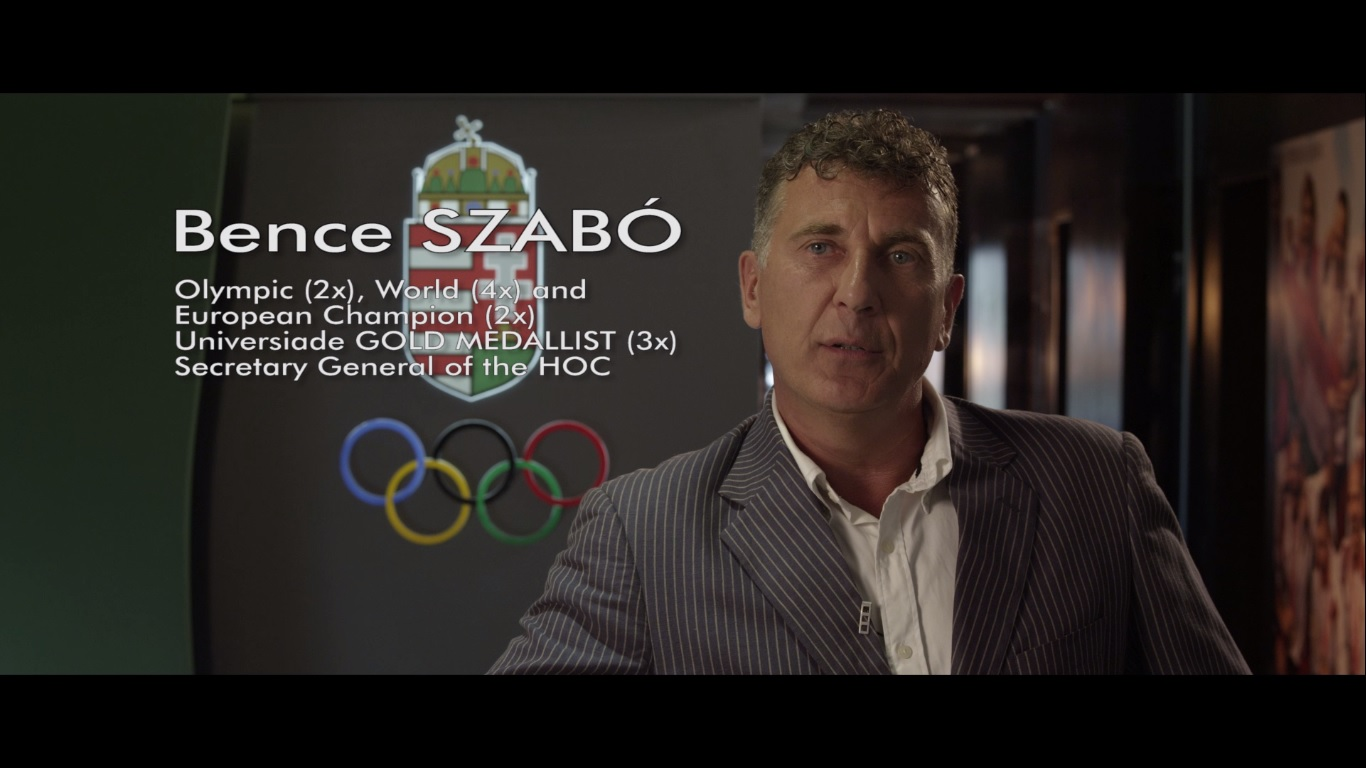 Bence SZABÓ
Olympic (2x), World (4x) and
European Champion (2x)
Universiade GOLD MEDALLIST (3x)
Secretary General of the HOC